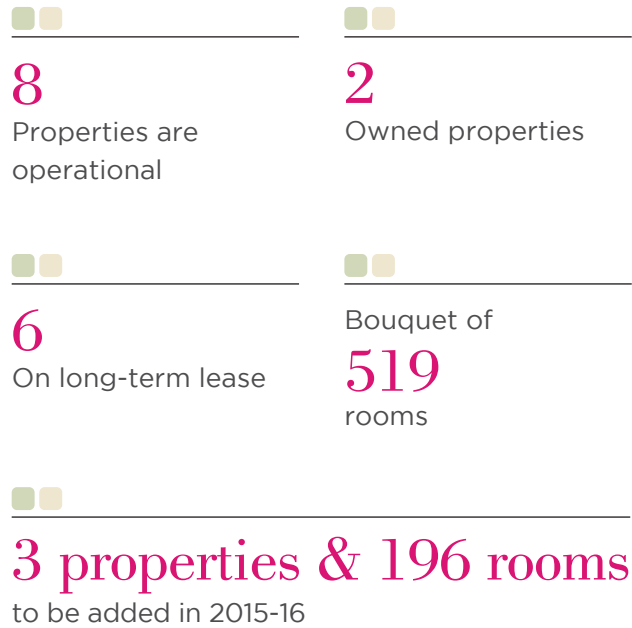 8
Properties are
operational
2
Owned properties
6
On long-term lease
Bouquet of
519
rooms
3 properties & 196 rooms
to be added in 2015-16